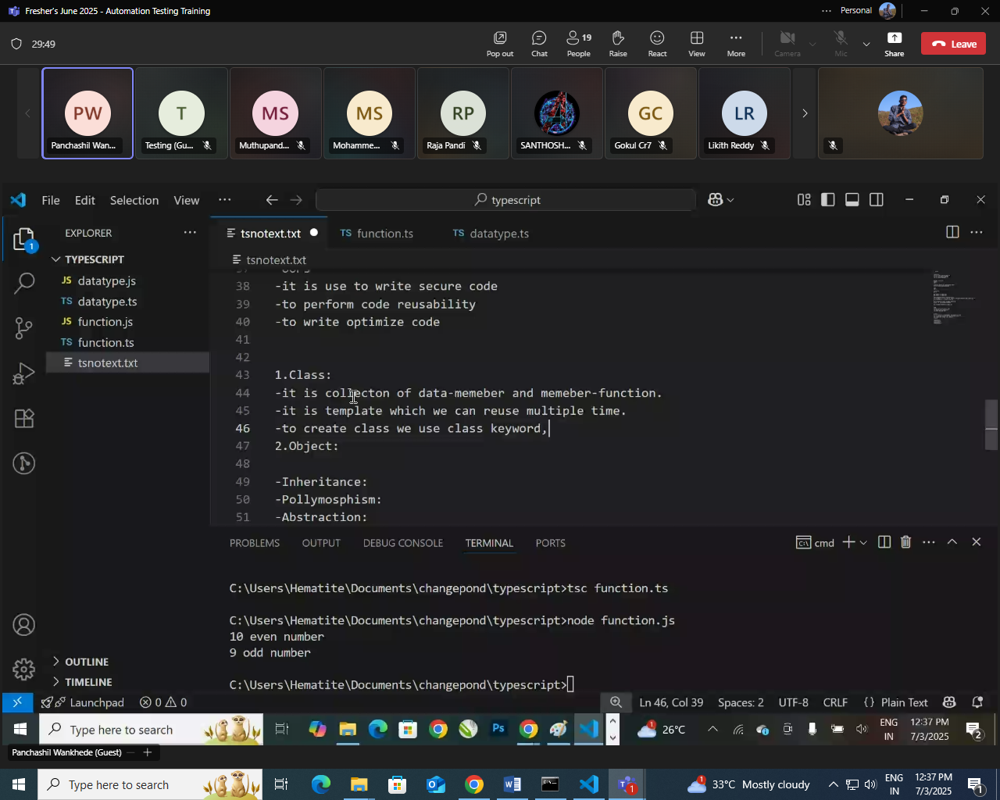 Fresher's June 2025 - Automation Testing Training
Personal
29:49
Pop out
Chat
19
People
Raise
React
View
More
Camera
Mic
Share
Leave
PW
Panchashil Wan...
T
Testing (Gu...
MS
Muthupand...
MS
Mohamme...
RP
Raja Pandi
SANTHOSH...
GC
Gokul Cr7
LR
Likith Reddy
File Edit Selection View
typescript
EXPLORER
tsnotext.txt
TS function.ts
TS datatype.ts
tsnotext.txt
1
TYPESCRIPT
JS datatype.js
TS datatype.ts
JS function.js
TS function.ts
tsnotext.txt
38 -it is use to write secure code
39 -to perform code reusability
40 -to write optimize code
41
42
43 1.Class:
44 -it is collecton of data-memeber and memeber-function.
45 -it is template which we can reuse multiple time.
46 -to create class we use class keyword,
47 2.Object:
48
49 -Inheritance:
50 -Pollymosphism:
51 -Abstraction:
PROBLEMS OUTPUT DEBUG CONSOLE TERMINAL PORTS
cmd
C:\Users\Hematite\Documents\changepond\typescript>tsc function.ts
C:\Users\Hematite\Documents\changepond\typescript>node function.js
10 even number
9 odd number
C:\Users\Hematite\Documents\changepond\typescript>
OUTLINE
TIMELINE
Launchpad 0 0
Ln 46, Col 39 Spaces: 2 UTF-8 CRLF {} Plain Text
Type here to search
Ps
1
26°C
ENG
IN
12:37 PM
7/3/2025
2
Panchashil Wankhede (Guest)
Type here to search
1
1
33°C Mostly cloudy
ENG
IN
12:37 PM
7/3/2025
1